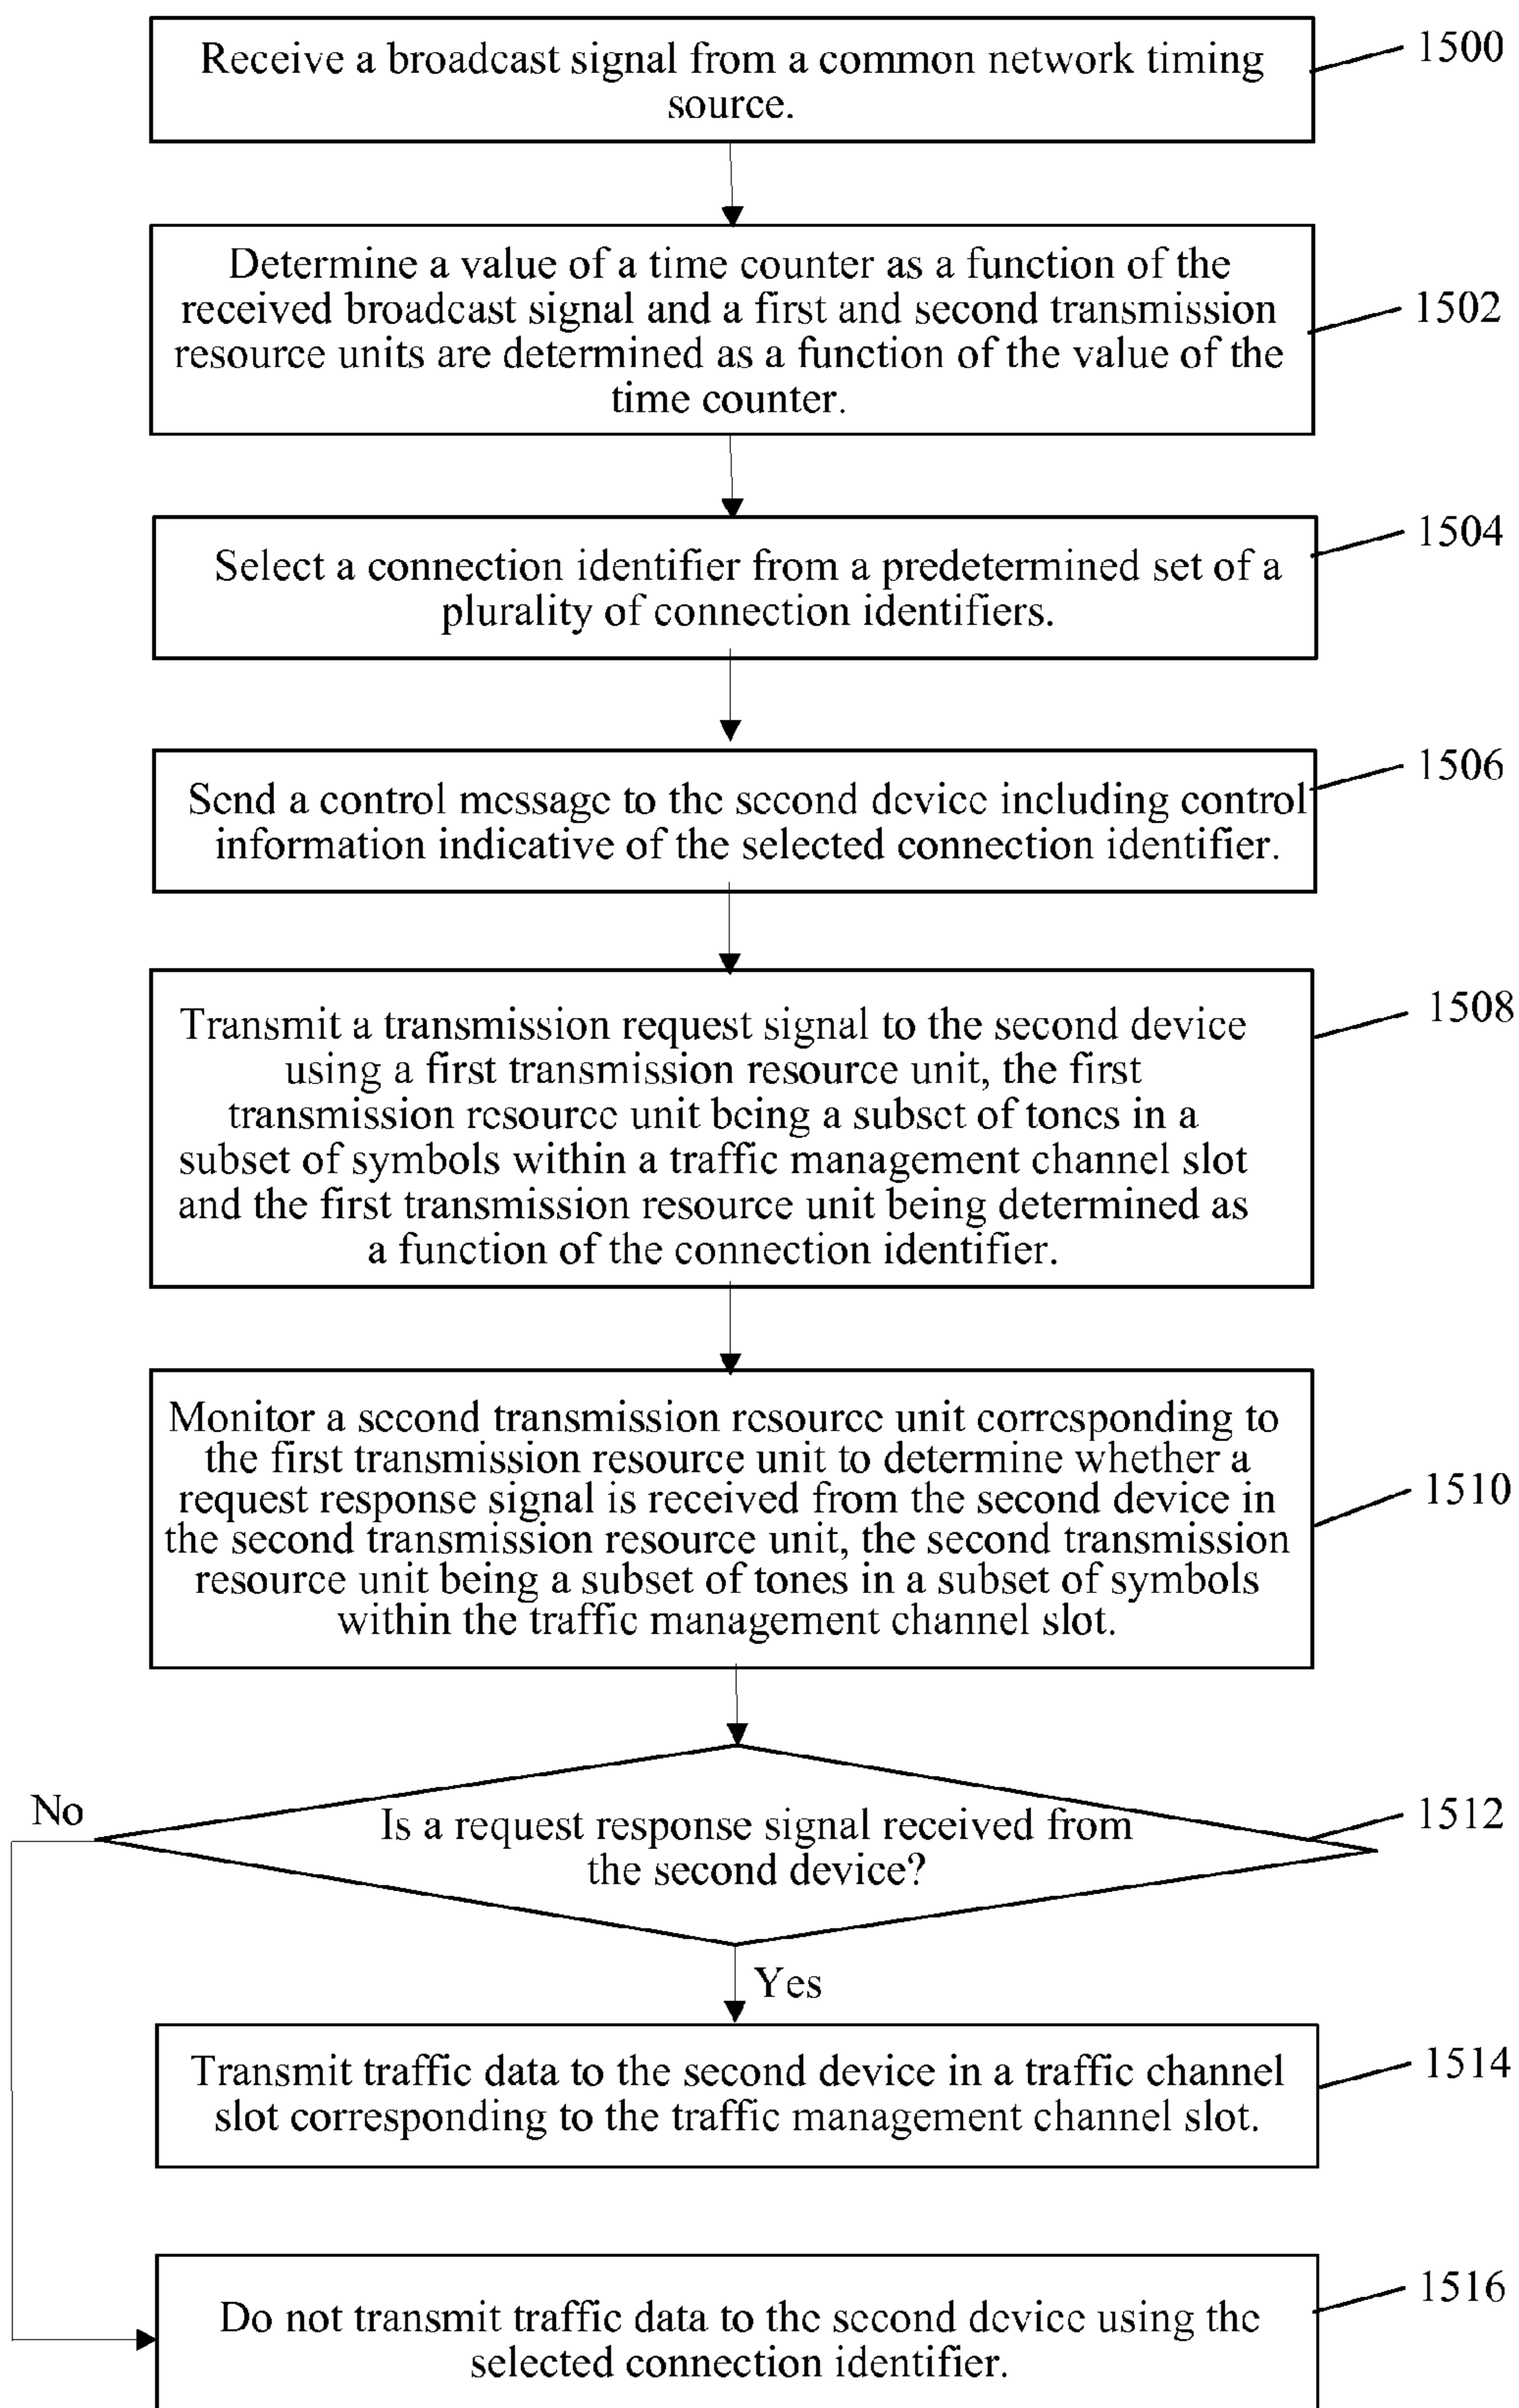 Receive a broadcast signal from a common network timing
source.
1500
Determine a value of a time counter as a function of the
received broadcast signal and a first and second transmission
resource units are determined as a function of the value of the
time counter.
1502
Select a connection identifier from a predetermined set of a
plurality of connection identifiers.
1504
Send a control message to the second device including control
information indicative of the selected connection identifier.
1506
Transmit a transmission request signal to the second device
using a first transmission resource unit, the first
transmission resource unit being a subset of tones in a
subset of symbols within a traffic management channel slot
and the first transmission resource unit being determined as
a function of the connection identifier.
1508
Monitor a second transmission resource unit corresponding to
the first transmission resource unit to determine whether a
request response signal is received from the second device in
the second transmission resource unit, the second transmission
resource unit being a subset of tones in a subset of symbols
within the traffic management channel slot.
1510
No
Is a request response signal received from
the second device?
1512
Yes
Transmit traffic data to the second device in a traffic channel
slot corresponding to the traffic management channel slot.
1514
Do not transmit traffic data to the second device using the
selected connection identifier.
1516